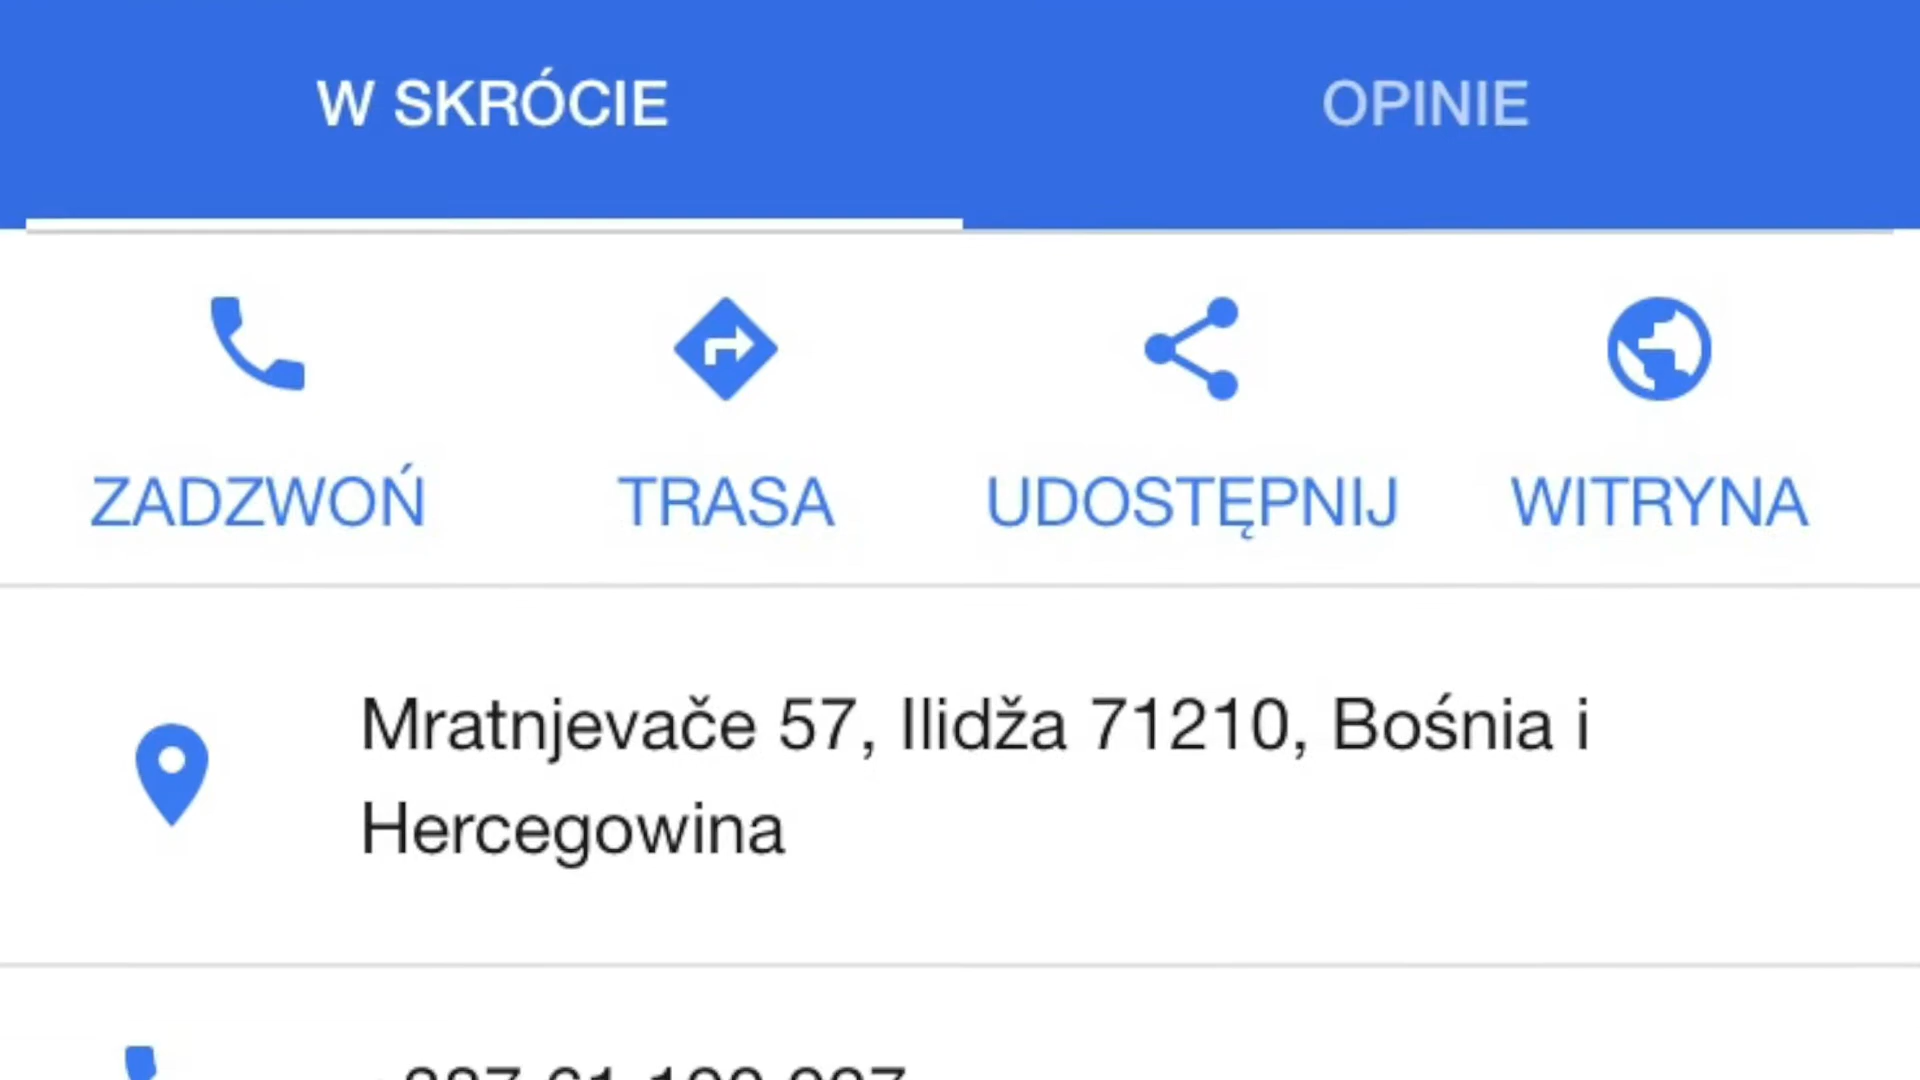 W SKRÓCIE
OPINIE
ZADZWOŃ
TRASA
UDOSTĘPNIJ
WITRYNA
Mratnjevače 57, Ilidža 71210, Bośnia i
Hercegowina